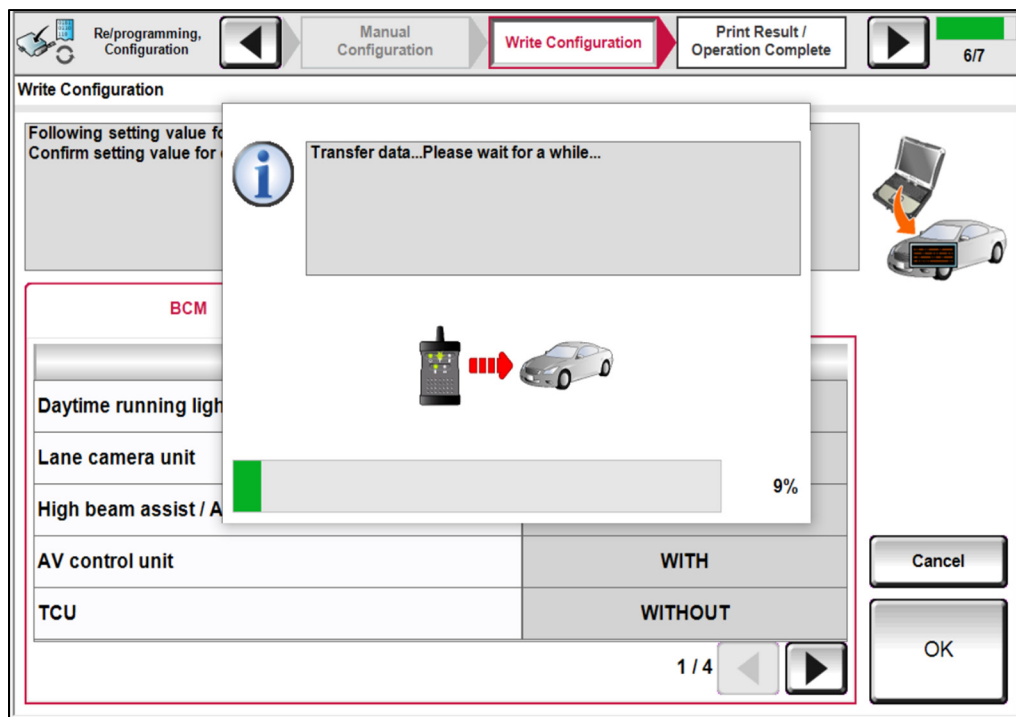 Re/programming,
Configuration
Manual
Configuration
Write Configuration
Print Result /
Operation Complete
6/7
Write Configuration
Following setting value
Confirm setting value for
Transfer data...Please wait for a while...
9%
BCM
Daytime running
Lane camera unit
High beam assist /
AV control unit
WITH
TCU
WITHOUT
1 / 4
Cancel
OK